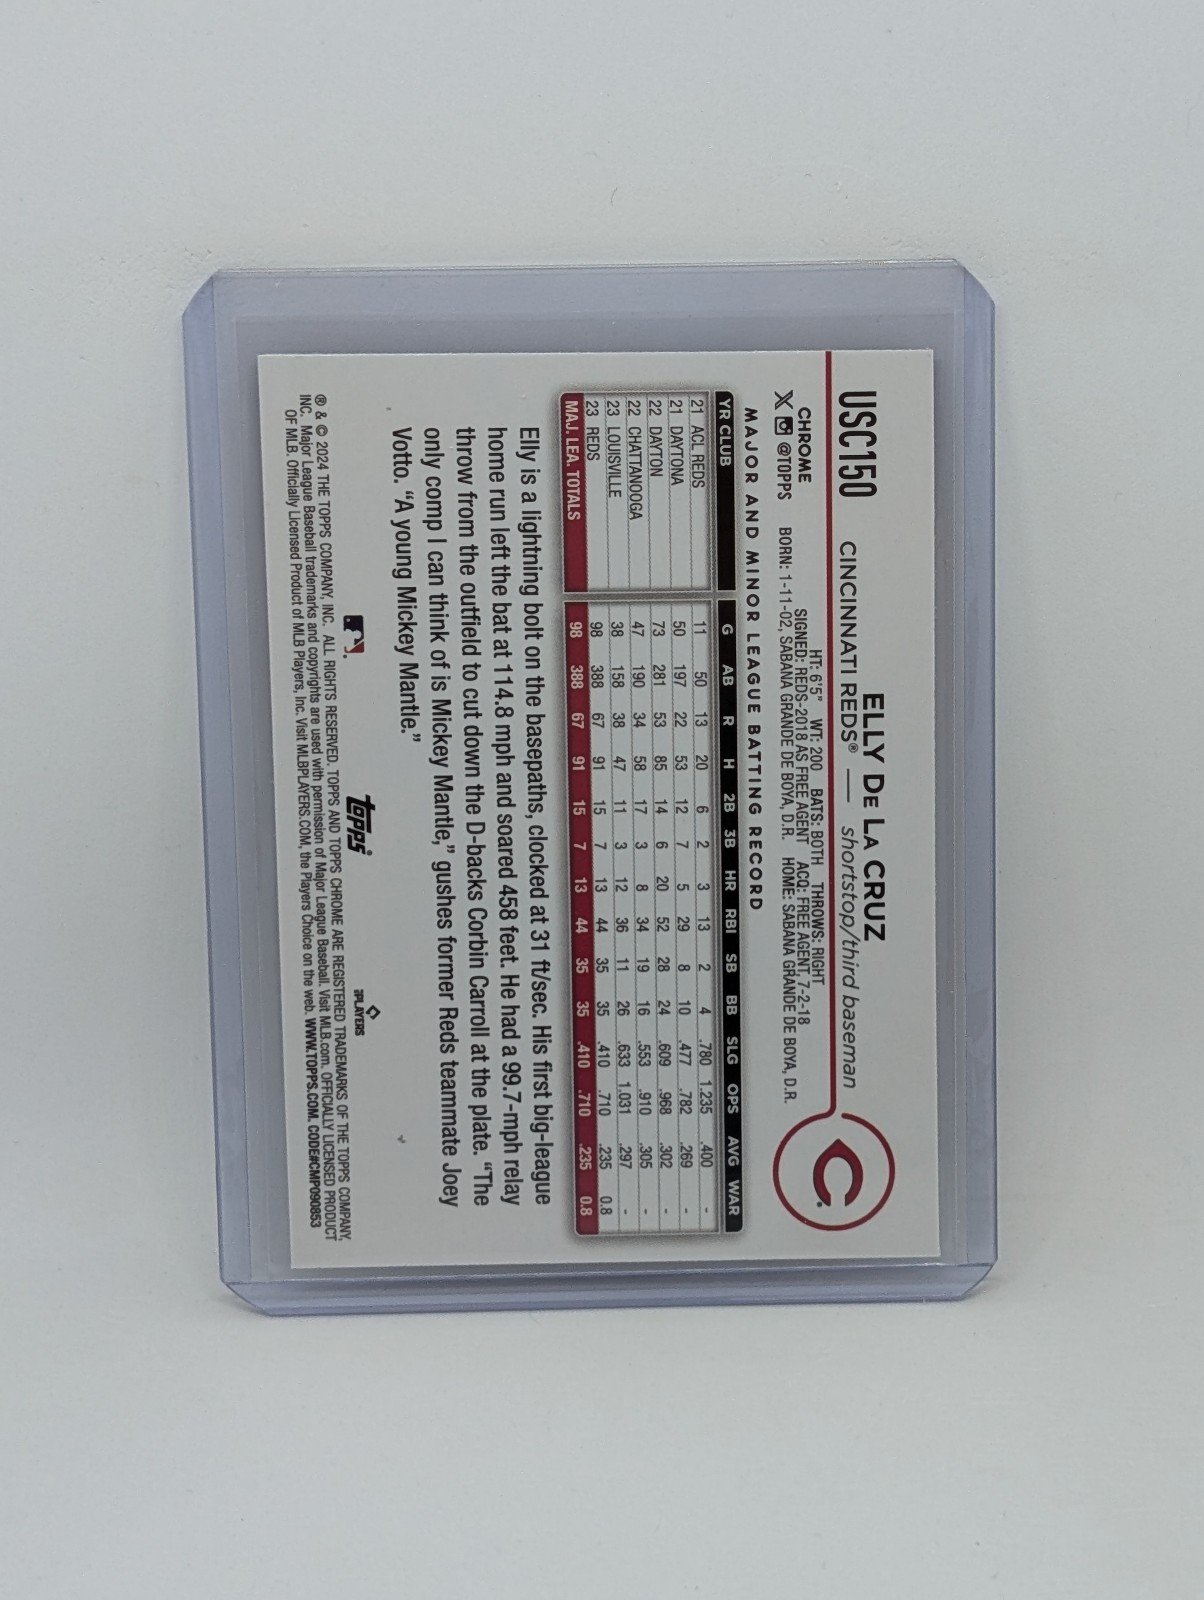 USC150
ELLY DE LA CRUZ
CINCINNATI REDS® — shortstop/third baseman
C
CHROME
@TOPPS
HT: 6'5" WT: 200 BATS: BOTH THROWS: RIGHT
SIGNED: REDS-2018 AS FREE AGENT ACQ: FREE AGENT, 7-2-18
BORN: 1-11-02, SABANA GRANDE DE BOYA, D.R. HOME: SABANA GRANDE DE BOYA, D.R.
MAJOR AND MINOR LEAGUE BATTING RECORD
YR CLUB G AB R H 2B 3B HR RBI SB BB SLG OPS AVG WAR
21 ACL REDS 11 50 13 20 6 2 3 13 2 4 .780 1.235 .400 -
21 DAYTONA 50 197 22 53 12 7 5 29 8 10 .477 .782 .269 -
22 DAYTON 73 281 53 85 14 6 20 52 28 24 .609 .968 .302 -
22 CHATTANOOGA 47 190 34 58 17 3 8 34 19 16 .553 .910 .305 -
23 LOUISVILLE 38 158 38 47 11 3 12 36 11 26 .633 1.031 .297 -
23 REDS 98 388 67 91 15 7 13 44 35 35 .410 .710 .235 0.8
MAJ. LEA. TOTALS 98 388 67 91 15 7 13 44 35 35 .410 .710 .235 0.8
Elly is a lightning bolt on the basepaths, clocked at 31 ft/sec. His first big-league
home run left the bat at 114.8 mph and soared 458 feet. He had a 99.7-mph relay
throw from the outfield to cut down the D-backs Corbin Carroll at the plate. "The
only comp I can think of is Mickey Mantle," gushes former Reds teammate Joey
Votto. "A young Mickey Mantle."
topps®
PLAYERS
® & © 2024 THE TOPPS COMPANY, INC. ALL RIGHTS RESERVED. TOPPS AND TOPPS CHROME ARE REGISTERED TRADEMARKS OF THE TOPPS COMPANY,
INC. Major League Baseball trademarks and copyrights are used with permission of Major League Baseball. Visit MLB.com. OFFICIALLY LICENSED PRODUCT
OF MLB. Officially Licensed Product of MLB Players, Inc. Visit MLBPLAYERS.COM, the Players Choice on the web. WWW.TOPPS.COM. CODE#CMP090853